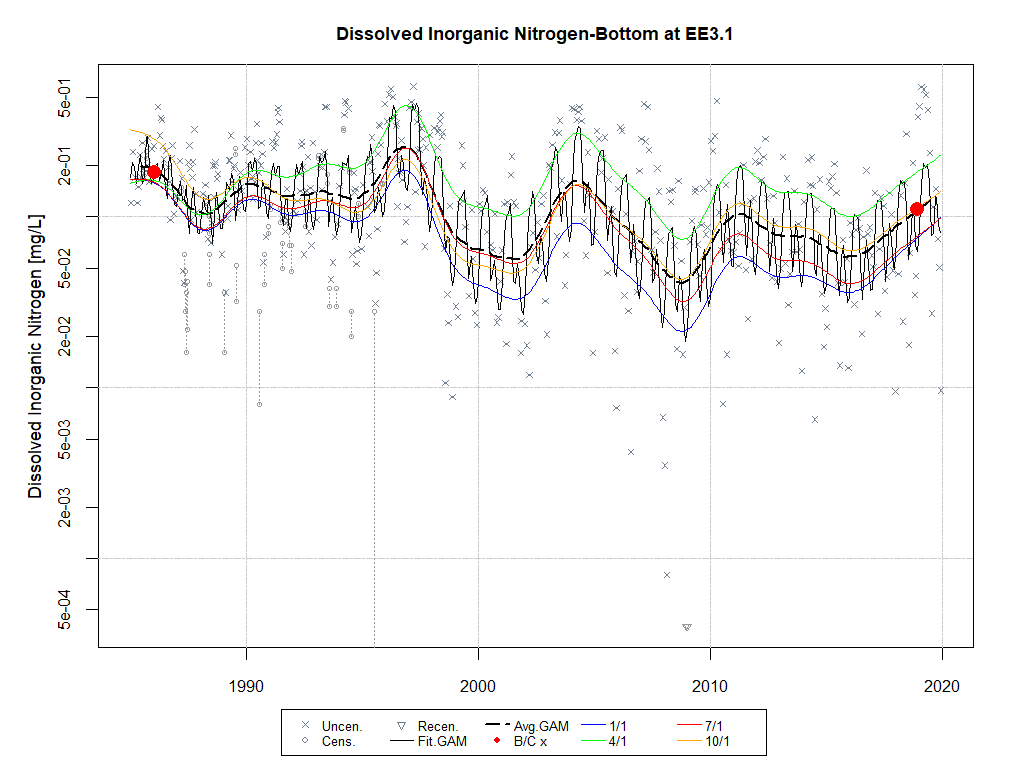 Dissolved Inorganic Nitrogen-Bottom at EE3.1
Dissolved Inorganic Nitrogen [mg/L]
5e-01
2e-01
5e-02
2e-02
5e-03
2e-03
5e-04
1990 2000 2010 2020
Uncen. Recen. Avg.GAM 1/1 7/1
Cens. Fit.GAM B/C x 4/1 10/1